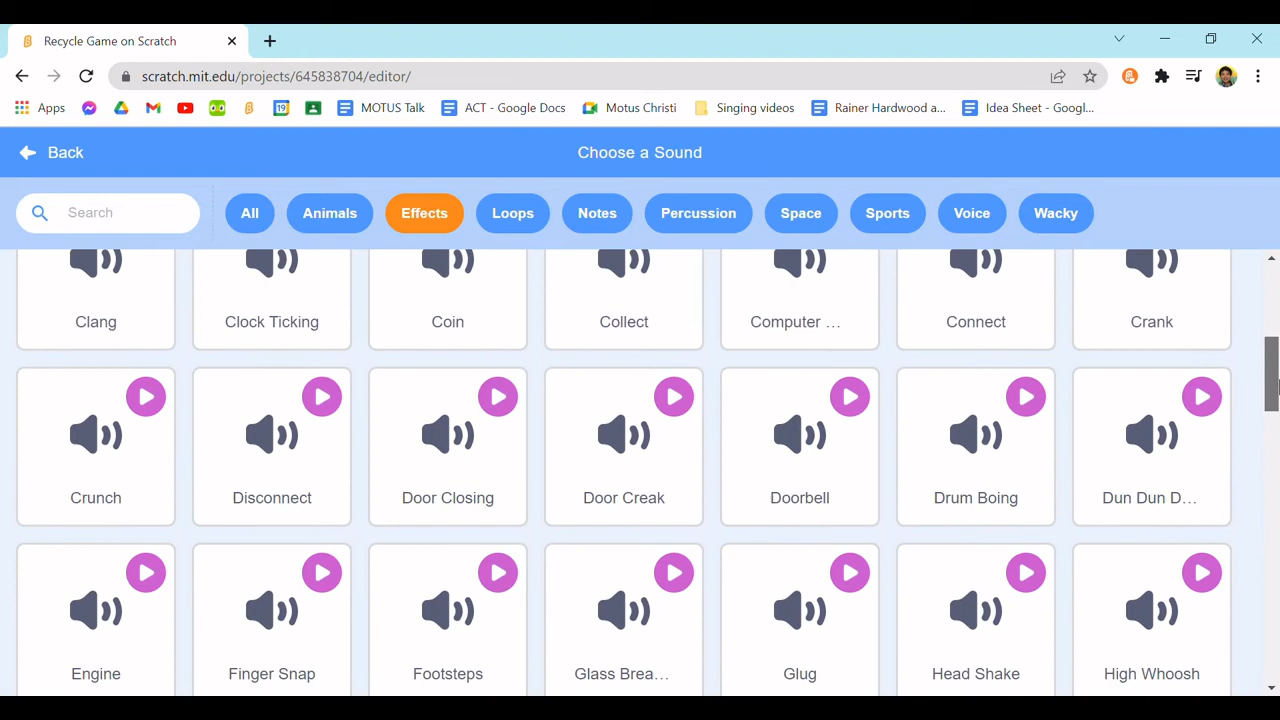 Recycle Game on Scratch
scratch.mit.edu/projects/645838704/editor/
Apps 19 MOTUS Talk ACT - Google Docs Motus Christi Singing videos Rainer Hardwood a... Idea Sheet - Googl...
Back Choose a Sound
Search All Animals Effects Loops Notes Percussion Space Sports Voice Wacky
Clang Clock Ticking Coin Collect Computer ... Connect Crank
Crunch Disconnect Door Closing Door Creak Doorbell Drum Boing Dun Dun D...
Engine Finger Snap Footsteps Glass Brea... Glug Head Shake High Whoosh